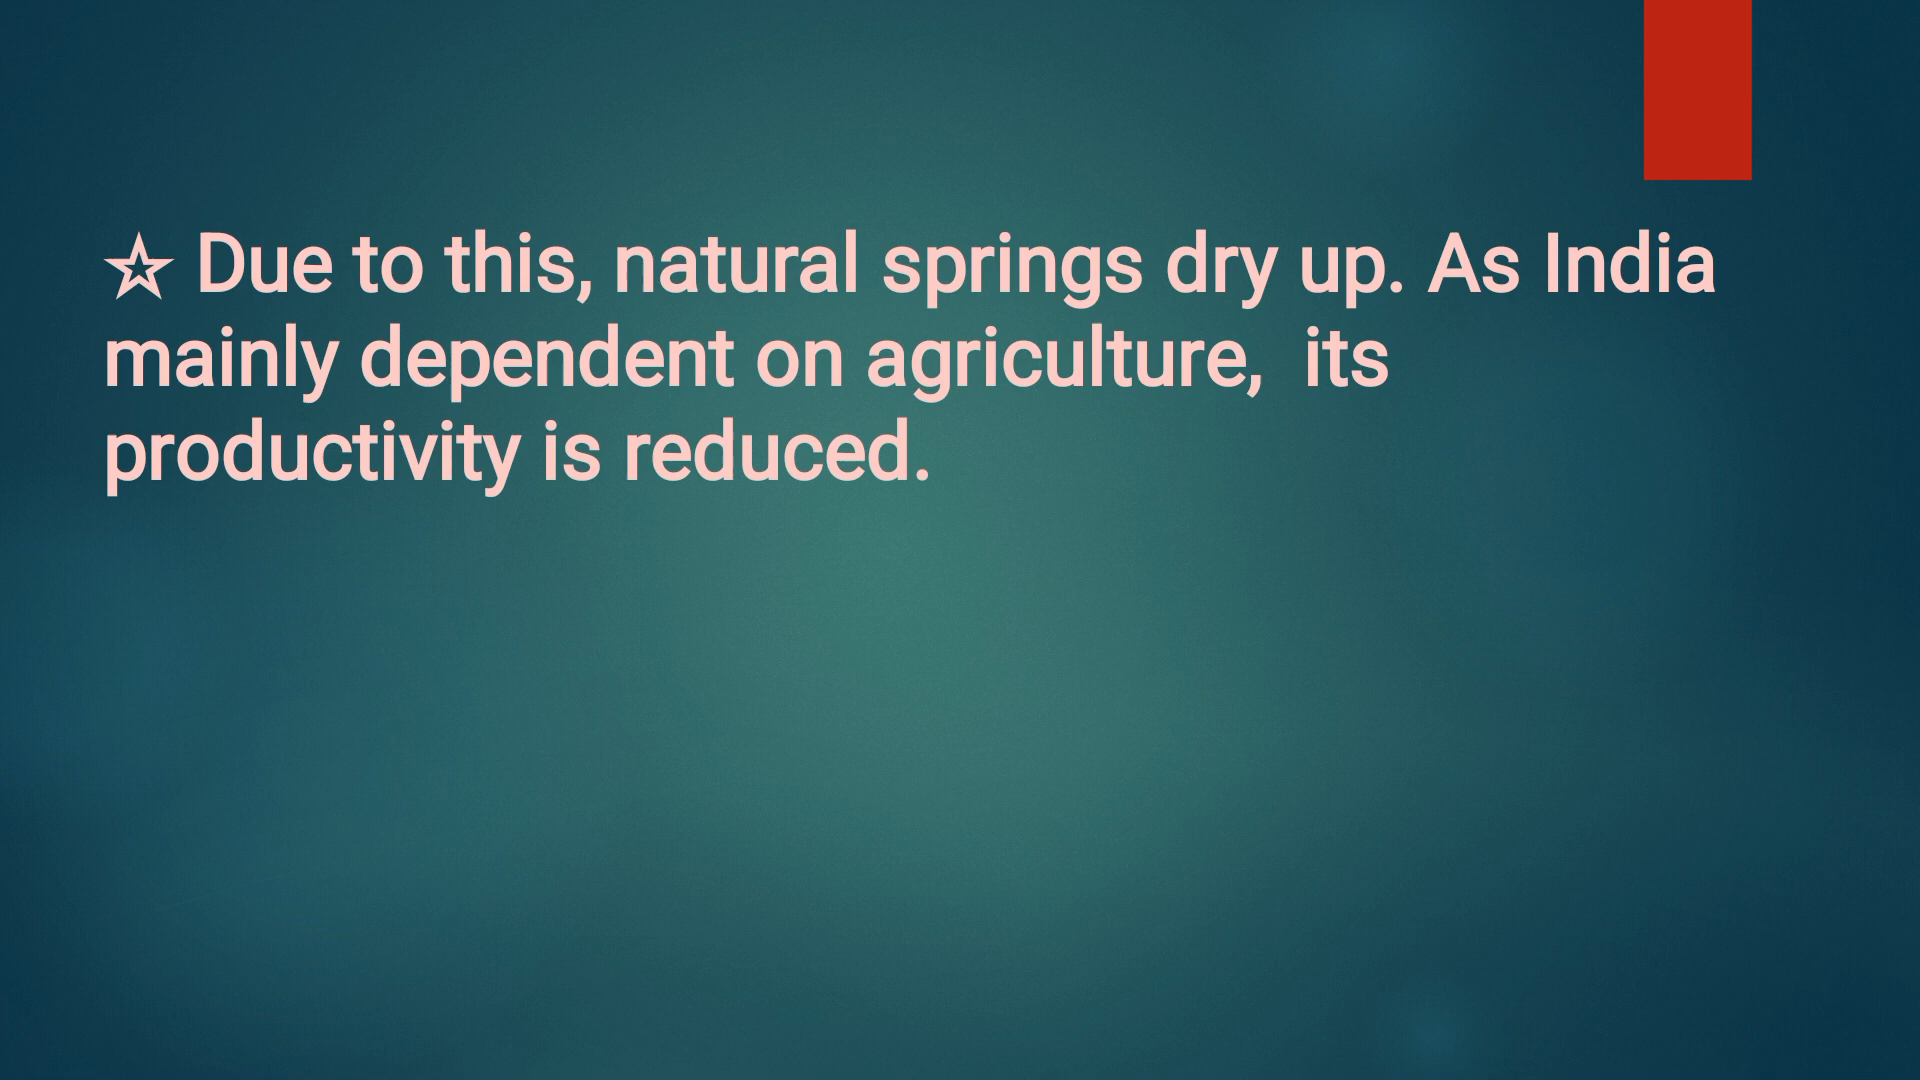 ☆ Due to this, natural springs dry up. As India
mainly dependent on agriculture,  its
productivity is reduced.